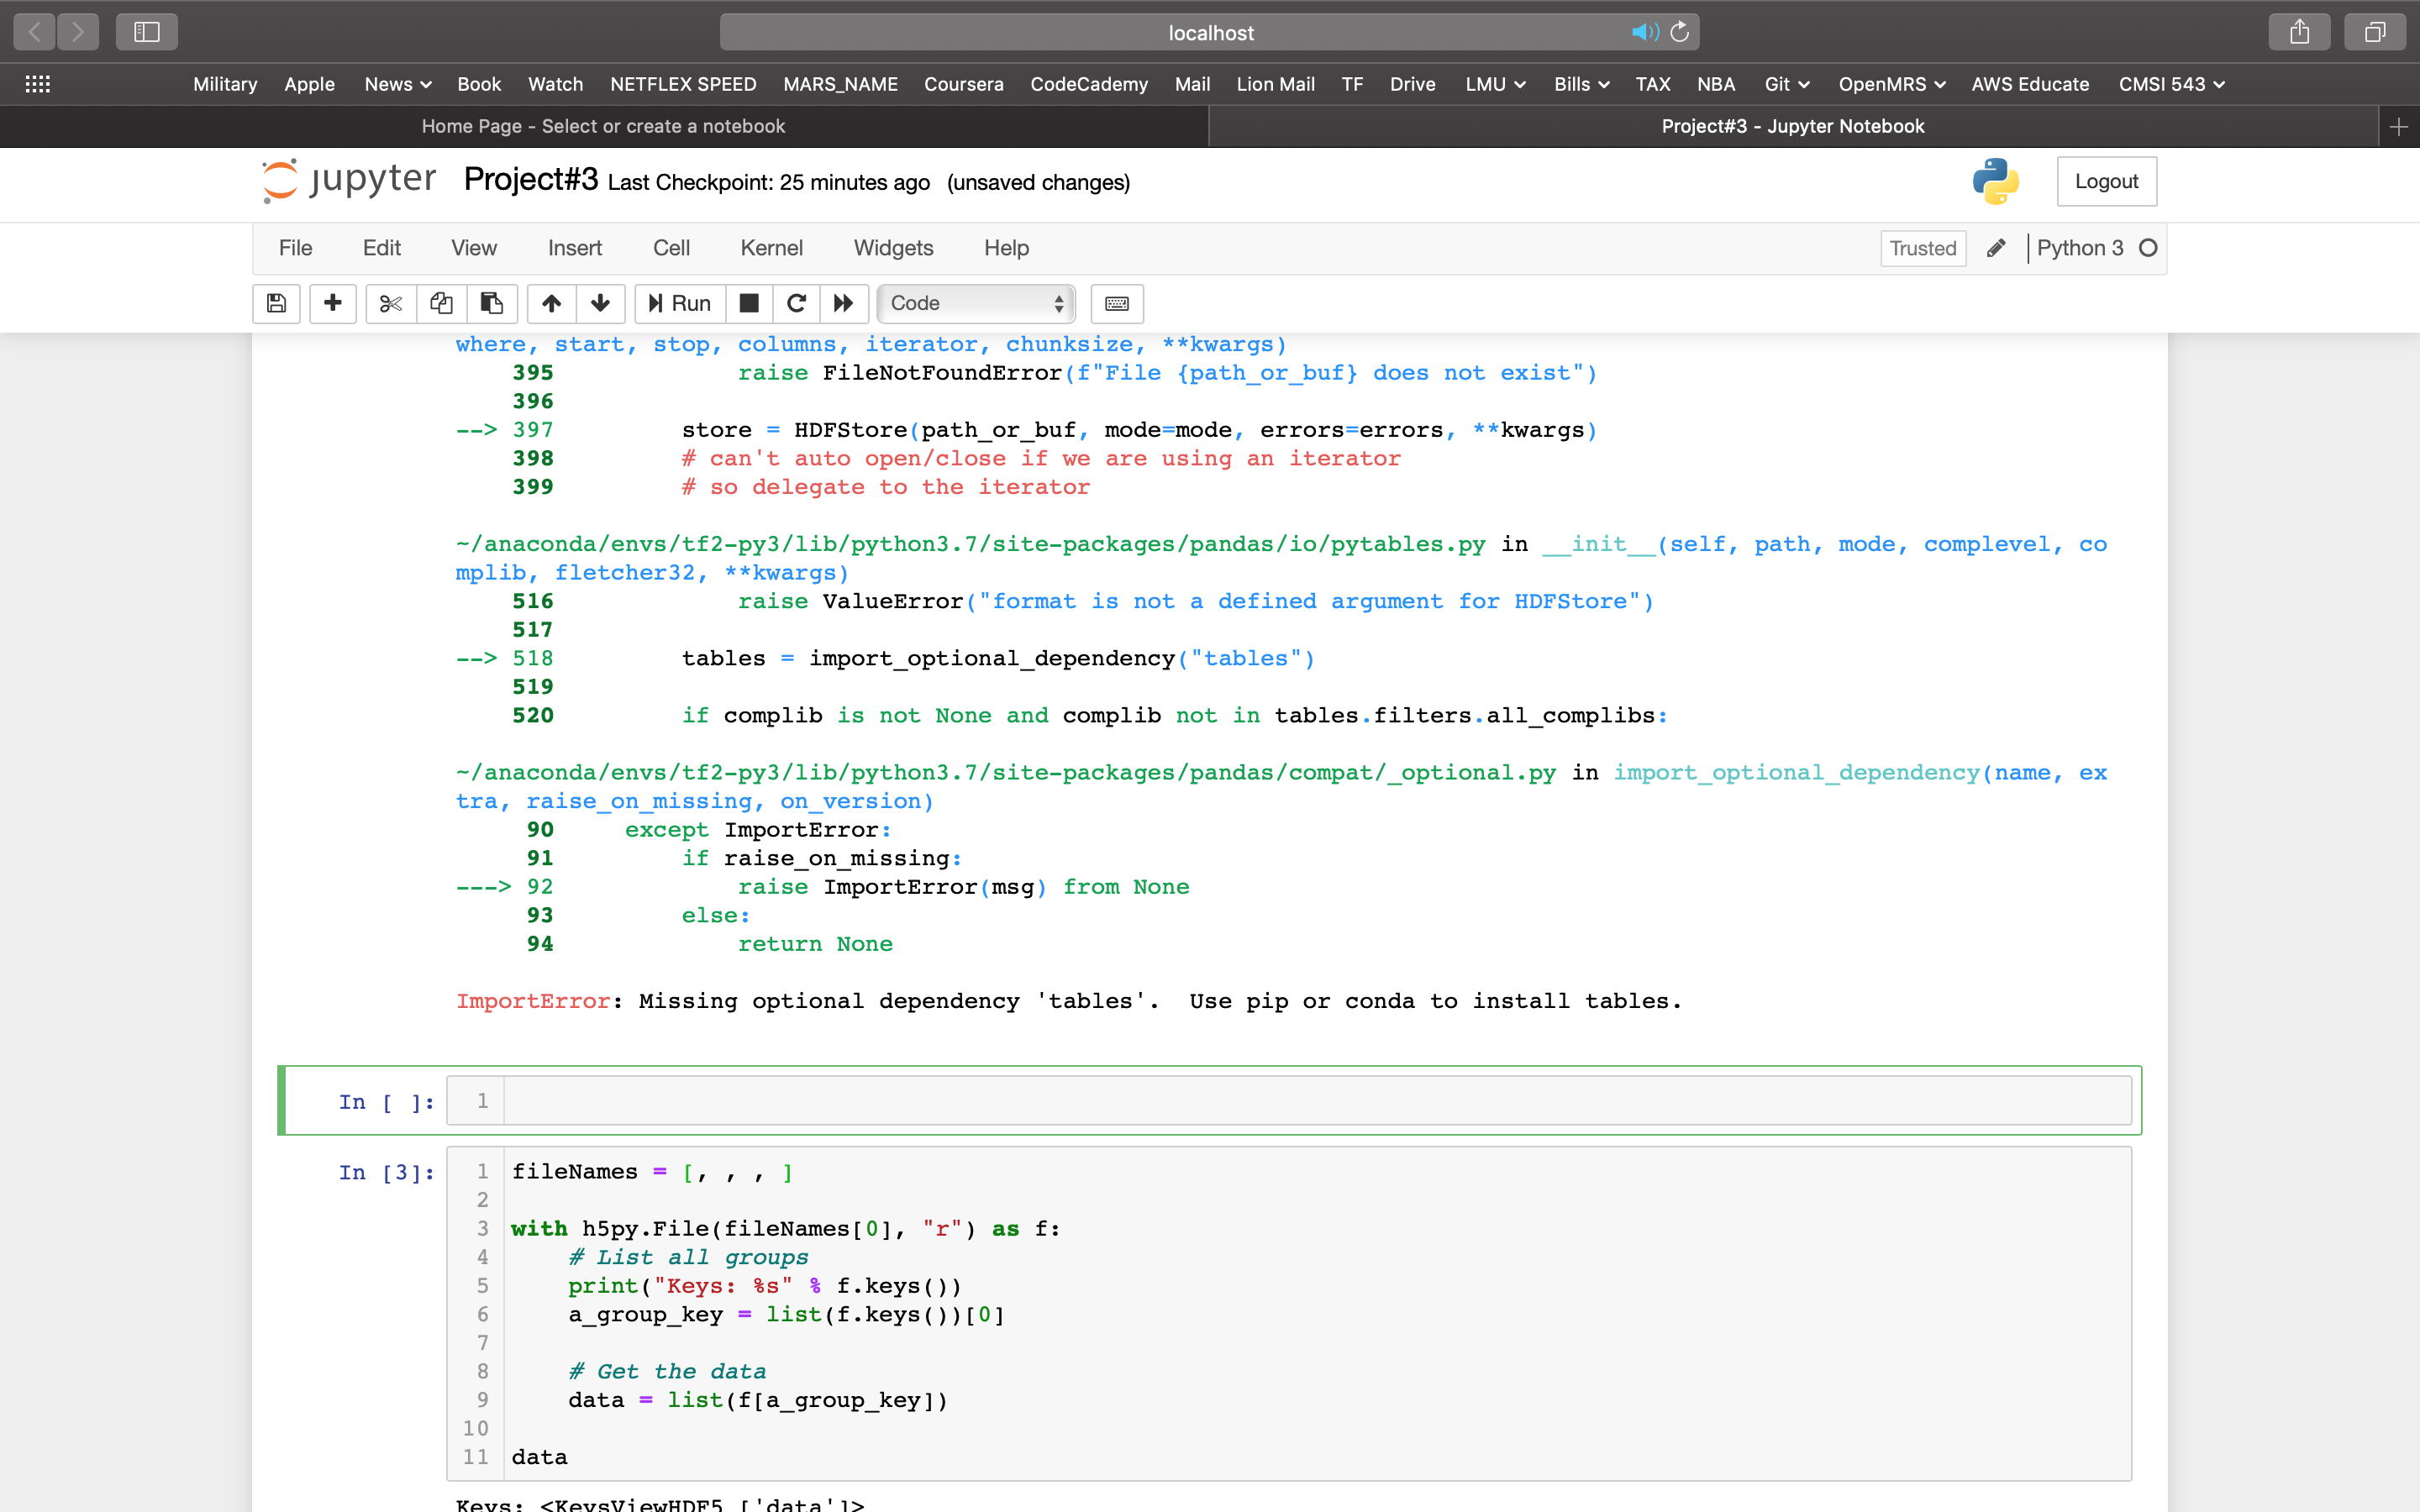 localhost
Military Apple News Book Watch NETFLEX SPEED MARS_NAME Coursera CodeCademy Mail Lion Mail TF Drive LMU Bills TAX NBA Git OpenMRS AWS Educate CMSI 543
Home Page - Select or create a notebook Project#3 - Jupyter Notebook
jupyter Project#3 Last Checkpoint: 25 minutes ago (unsaved changes) Logout
File Edit View Insert Cell Kernel Widgets Help Trusted Python 3
Run Code
where, start, stop, columns, iterator, chunksize, **kwargs)
395 raise FileNotFoundError(f"File {path_or_buf} does not exist")
396
--> 397 store = HDFStore(path_or_buf, mode=mode, errors=errors, **kwargs)
398 # can't auto open/close if we are using an iterator
399 # so delegate to the iterator
~/anaconda/envs/tf2-py3/lib/python3.7/site-packages/pandas/io/pytables.py in __init__(self, path, mode, complevel, co
mplib, fletcher32, **kwargs)
516 raise ValueError("format is not a defined argument for HDFStore")
517
--> 518 tables = import_optional_dependency("tables")
519
520 if complib is not None and complib not in tables.filters.all_complibs:
~/anaconda/envs/tf2-py3/lib/python3.7/site-packages/pandas/compat/_optional.py in import_optional_dependency(name, ex
tra, raise_on_missing, on_version)
90 except ImportError:
91 if raise_on_missing:
---> 92 raise ImportError(msg) from None
93 else:
94 return None
ImportError: Missing optional dependency 'tables'.  Use pip or conda to install tables.
In [ ]: 1
In [3]: 1 fileNames = [, , , ]
2
3 with h5py.File(fileNames[0], "r") as f:
4 # List all groups
5 print("Keys: %s" % f.keys())
6 a_group_key = list(f.keys())[0]
7
8 # Get the data
9 data = list(f[a_group_key])
10
11 data
Keys: <KeysViewHDF5 ['data']>